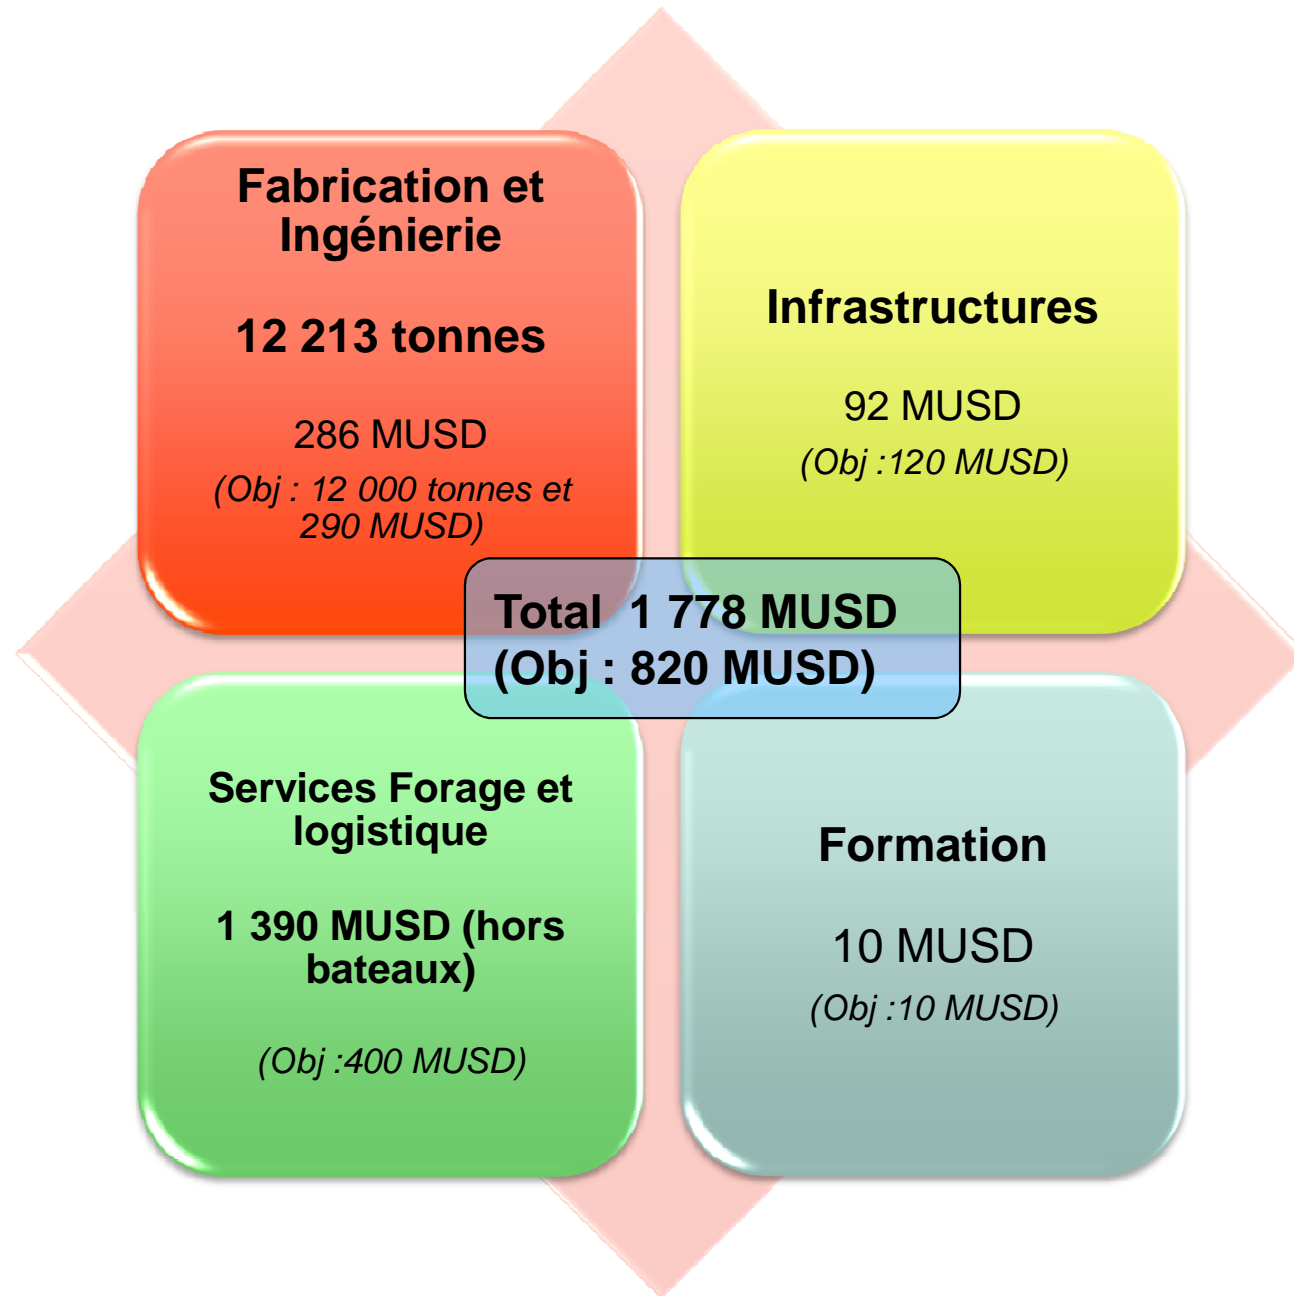 Fabrication et
Ingénierie
12 213 tonnes
286 MUSD
(Obj : 12 000 tonnes et
290 MUSD)
Infrastructures
92 MUSD
(Obj :120 MUSD)
Total 1 778 MUSD
(Obj : 820 MUSD)
Services Forage et
logistique
1 390 MUSD (hors
bateaux)
(Obj :400 MUSD)
Formation
10 MUSD
(Obj :10 MUSD)